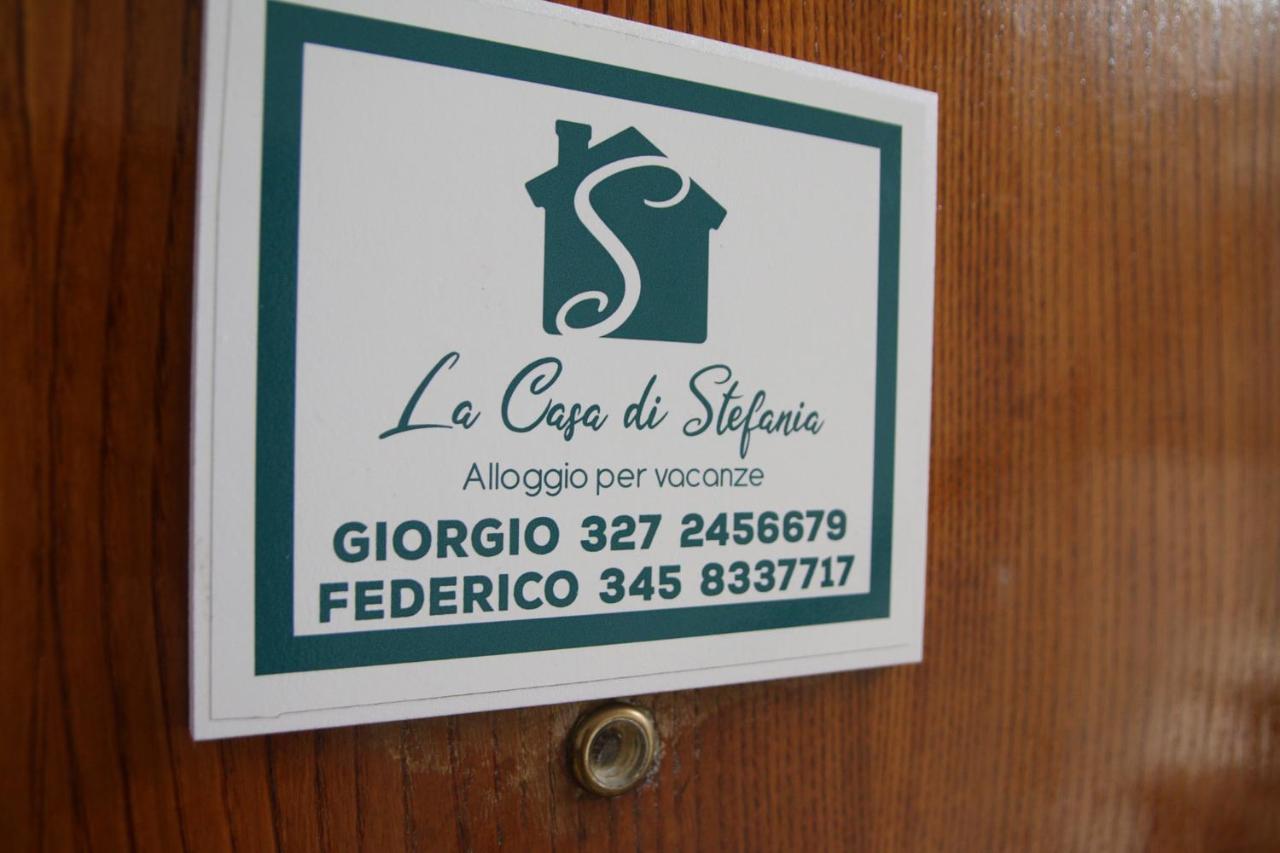 S
La Casa di Stefania
Alloggio per vacanze
GIORGIO 327 2456679
FEDERICO 345 8337717